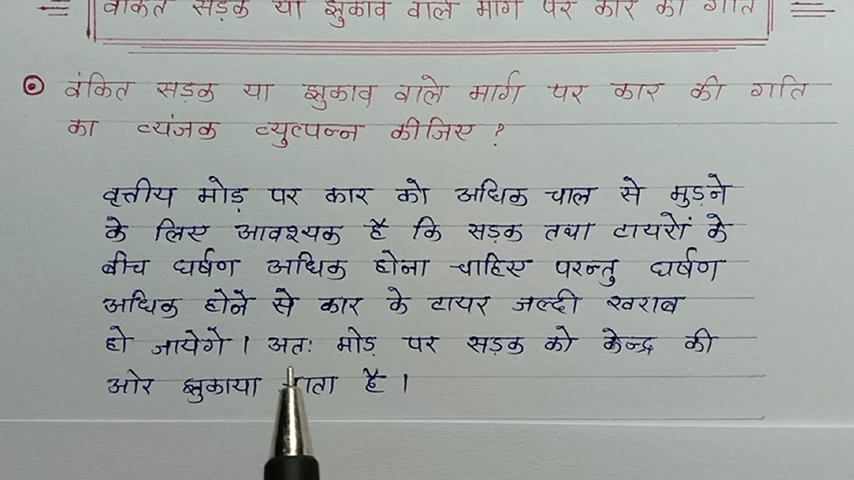 वंकित सड़क या झुकाव वाले मार्ग पर कार की गति
वंकित सड़क या झुकाव वाले मार्ग पर कार की गति
का व्यंजक व्युत्पन्न कीजिए ?
वृत्तीय मोड़ पर कार को अधिक चाल से मुड़ने
के लिए आवश्यक है कि सड़क तथा टायरों के
बीच घर्षण अधिक होना चाहिए परन्तु घर्षण
अधिक होने से कार के टायर जल्दी खराब
हो जायेगे । अतः मोड़ पर सड़क को केन्द्र की
ओर झुकाया जाता है ।